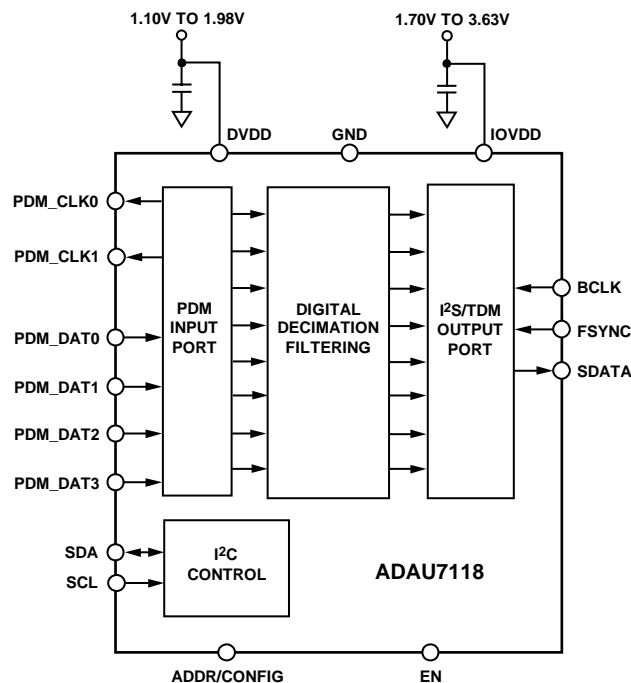 1.10V TO 1.98V
1.70V TO 3.63V
DVDD
GND
IOVDD
PDM_CLK0
PDM_CLK1
PDM_DAT0
PDM_DAT1
PDM_DAT2
PDM_DAT3
SDA
SCL
PDM
INPUT
PORT
DIGITAL
DECIMATION
FILTERING
I²S/TDM
OUTPUT
PORT
BCLK
FSYNC
SDATA
I²C
CONTROL
ADAU7118
ADDR/CONFIG
EN